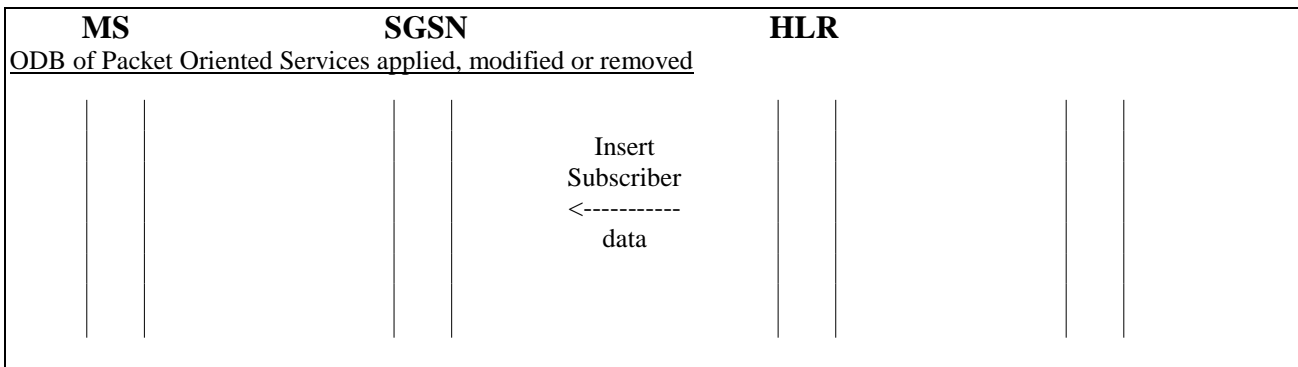 MS SGSN HLR
ODB of Packet Oriented Services applied, modified or removed
Insert
Subscriber
<-----------
data